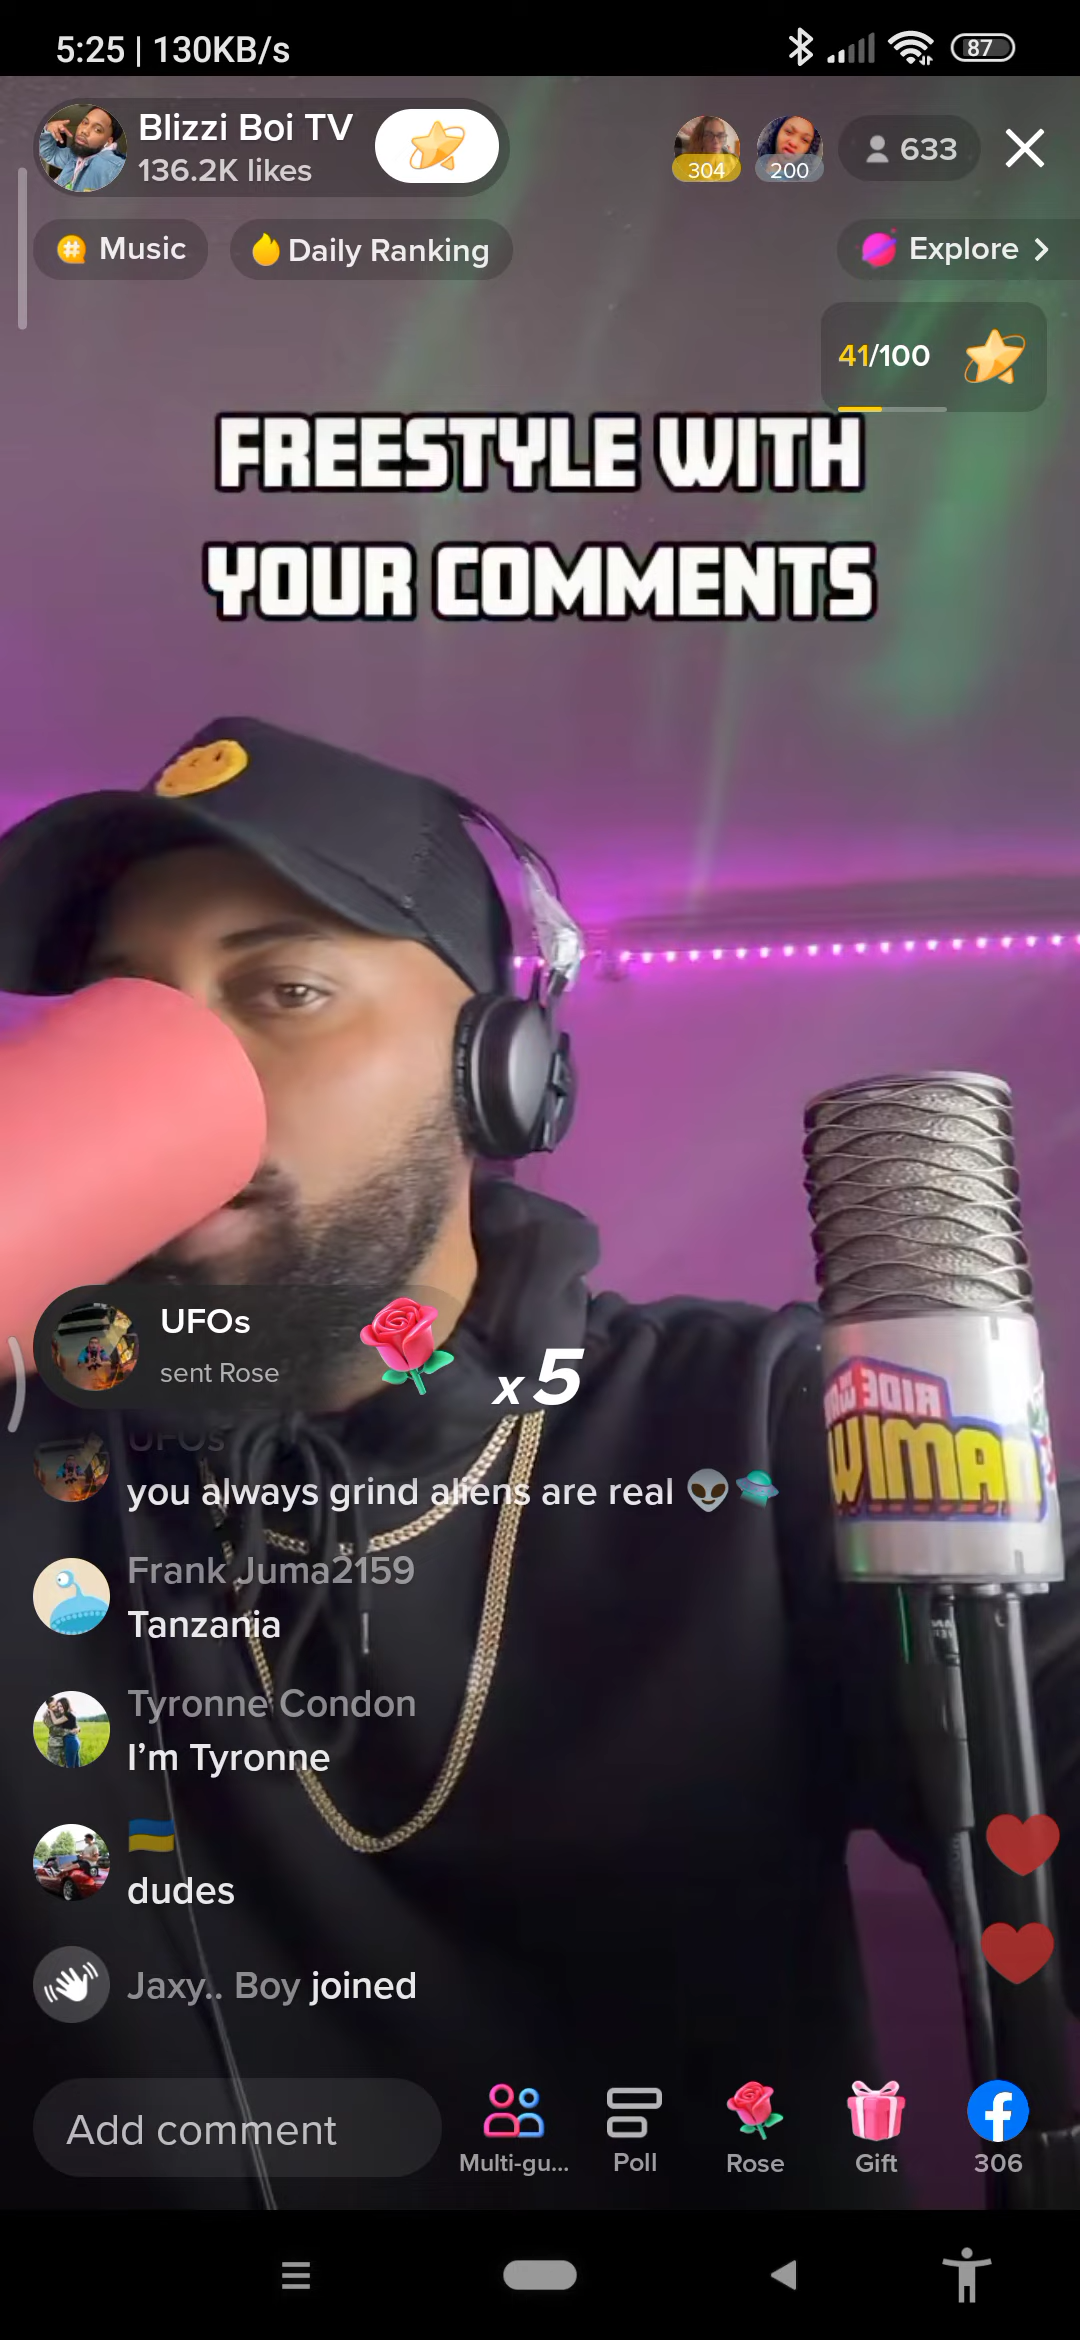 5:25 | 130KB/s
87
Blizzi Boi TV
136.2K likes
304
200
633
Music
Daily Ranking
Explore
41/100
FREESTYLE WITH
YOUR COMMENTS
UFOs
sent Rose
x 5
UFOs
you always grind aliens are real 👽🛸
Frank Juma2159
Tanzania
Tyronne Condon
I'm Tyronne
🇺🇦
dudes
Jaxy.. Boy joined
Add comment
Multi-gu...
Poll
Rose
Gift
306